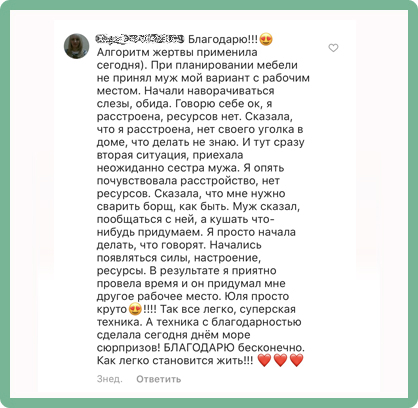 Благодарю!!!😍
Алгоритм жертвы применила
сегодня). При планировании мебели
не принял муж мой вариант с рабочим
местом. Начали наворачиваться
слезы, обида. Говорю себе ок, я
расстроена, ресурсов нет. Сказала,
что я расстроена, нет своего уголка в
доме, что делать не знаю. И тут сразу
вторая ситуация, приехала
неожиданно сестра мужа. Я опять
почувствовала расстройство, нет
ресурсов. Сказала, что мне нужно
сварить борщ, как быть. Муж сказал,
пообщаться с ней, а кушать что-
нибудь придумаем. Я просто начала
делать, что говорят. Начались
появляться силы, настроение,
ресурсы. В результате я приятно
провела время и он придумал мне
другое рабочее место. Юля просто
круто😍!!!! Так все легко, суперская
техника. А техника с благодарностью
сделала сегодня днём море
сюрпризов! БЛАГОДАРЮ бесконечно.
Как легко становится жить!!! ❤️❤️❤️
3нед. Ответить